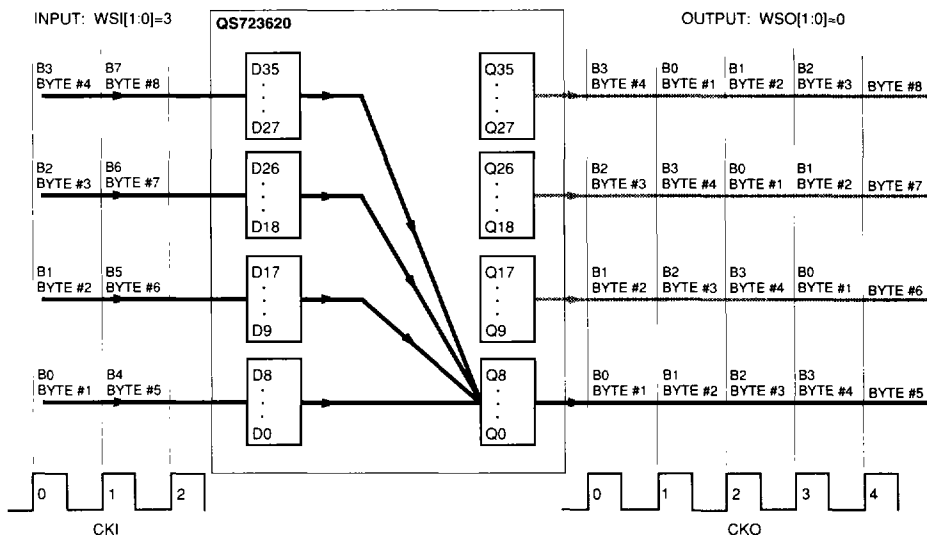 INPUT: WSI[1:0]=3
QS723620
OUTPUT: WSO[1:0]≈0
B3 B7
BYTE #4 BYTE #8
D35
D27
Q35
Q27
B3 B0 B1 B2
BYTE #4 BYTE #1 BYTE #2 BYTE #3 BYTE #8
B2 B6
BYTE #3 BYTE #7
D26
D18
Q26
Q18
B2 B3 B0 B1
BYTE #3 BYTE #4 BYTE #1 BYTE #2 BYTE #7
B1 B5
BYTE #2 BYTE #6
D17
D9
Q17
Q9
B1 B2 B3 B0
BYTE #2 BYTE #3 BYTE #4 BYTE #1 BYTE #6
B0 B4
BYTE #1 BYTE #5
D8
D0
Q8
Q0
B0 B1 B2 B3
BYTE #1 BYTE #2 BYTE #3 BYTE #4 BYTE #5
0 1 2
0 1 2 3 4
CKI
CKO